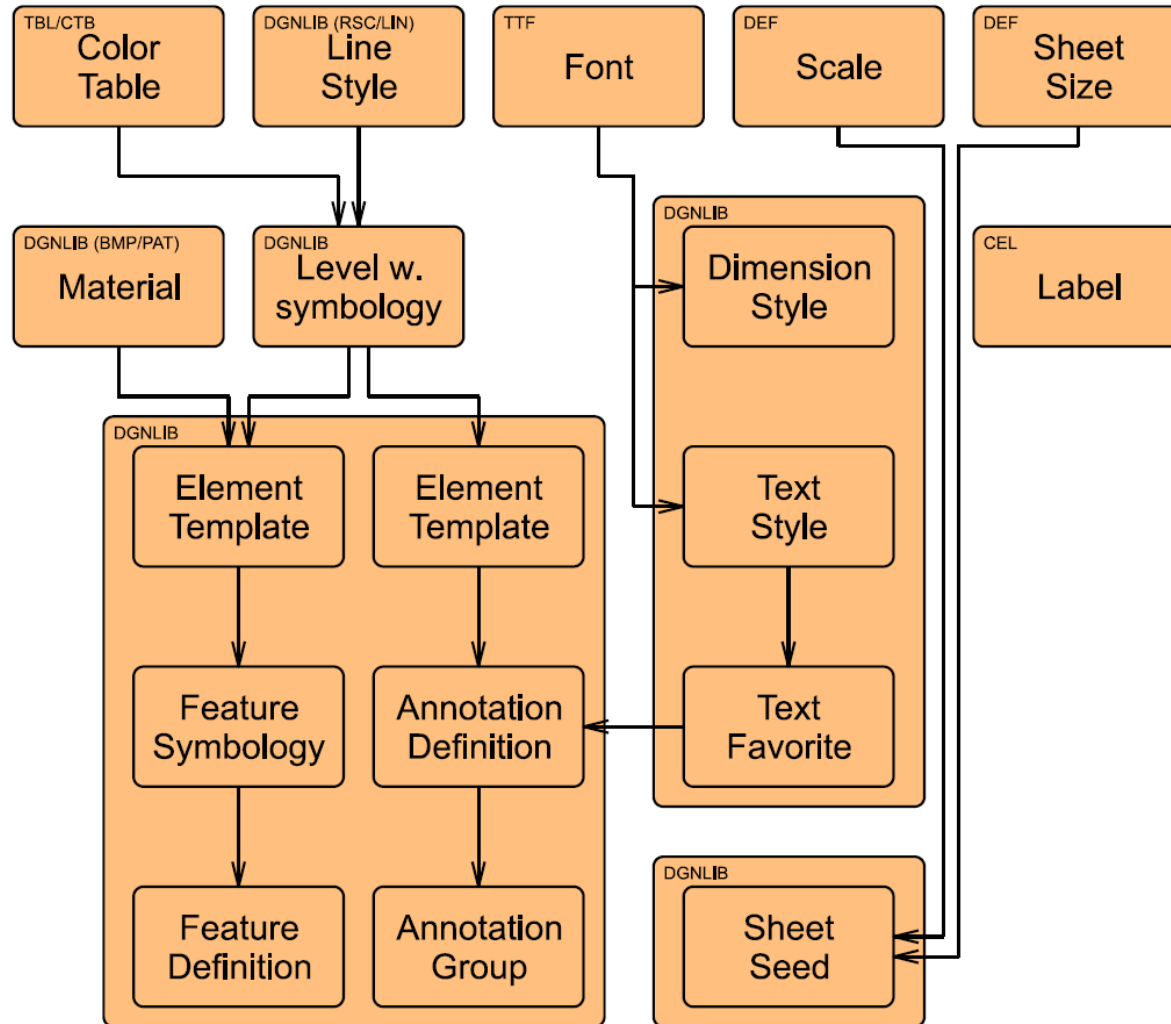 TBL/CTB
Color
Table
DGNLIB (RSC/LIN)
Line
Style
TTF
Font
DEF
Scale
DEF
Sheet
Size
DGNLIB (BMP/PAT)
Material
DGNLIB
Level w.
symbology
DGNLIB
Dimension
Style
CEL
Label
DGNLIB
Element
Template
Element
Template
Text
Style
Feature
Symbology
Annotation
Definition
Text
Favorite
Feature
Definition
Annotation
Group
DGNLIB
Sheet
Seed